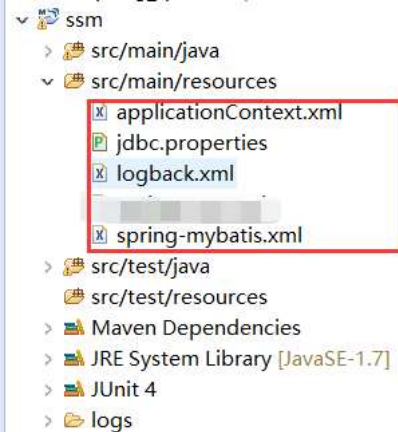 ssm
src/main/java
src/main/resources
applicationContext.xml
jdbc.properties
logback.xml
spring-mybatis.xml
src/test/java
src/test/resources
Maven Dependencies
JRE System Library [JavaSE-1.7]
JUnit 4
logs